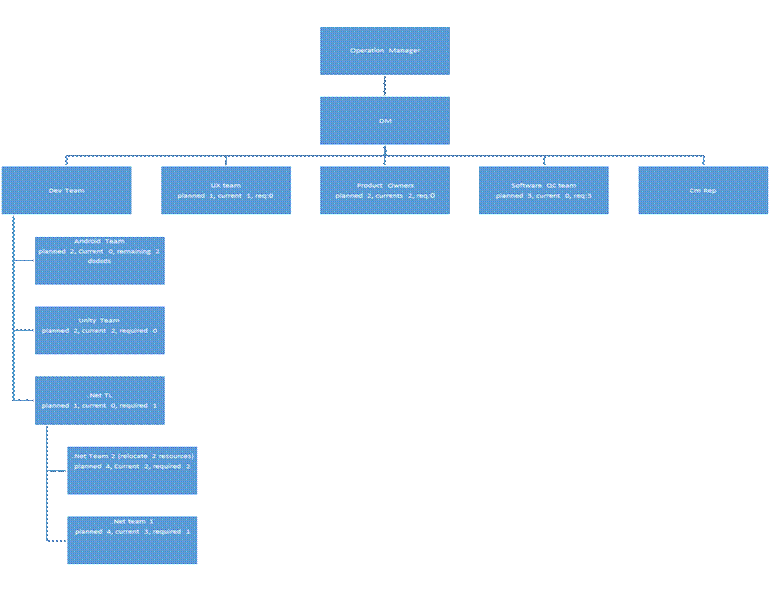 Operation Manager
DM
Dev Team
UX team
planned 1, current 1, req:0
Product Owners
planned 2, currents 2, req:0
Software QC team
planned 3, current 0, req:3
Cm Rep
Android Team
planned 2, Current 0, remaining 2
Unity Team
planned 2, current 2, required 0
.Net TL
planned 1, current 0, required 1
.Net Team 2 (relocate 2 resources)
planned 4, Current 2, required 2
.Net team 1
planned 4, current 3, required 1